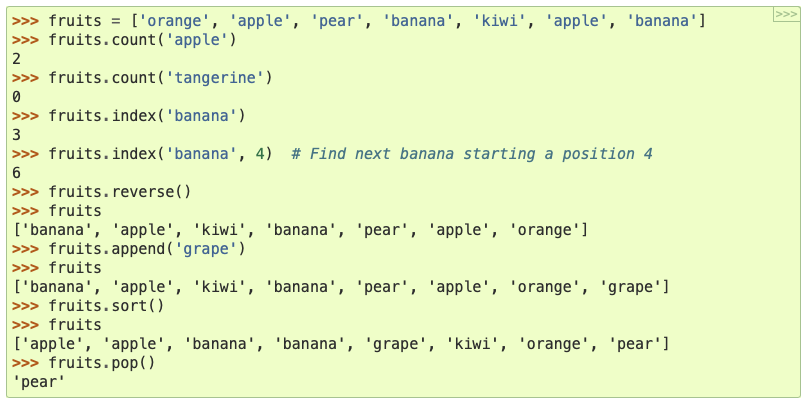 >>> fruits = ['orange', 'apple', 'pear', 'banana', 'kiwi', 'apple', 'banana']
>>>
>>> fruits.count('apple')
2
>>> fruits.count('tangerine')
0
>>> fruits.index('banana')
3
>>> fruits.index('banana', 4)  # Find next banana starting a position 4
6
>>> fruits.reverse()
>>> fruits
['banana', 'apple', 'kiwi', 'banana', 'pear', 'apple', 'orange']
>>> fruits.append('grape')
>>> fruits
['banana', 'apple', 'kiwi', 'banana', 'pear', 'apple', 'orange', 'grape']
>>> fruits.sort()
>>> fruits
['apple', 'apple', 'banana', 'banana', 'grape', 'kiwi', 'orange', 'pear']
>>> fruits.pop()
'pear'